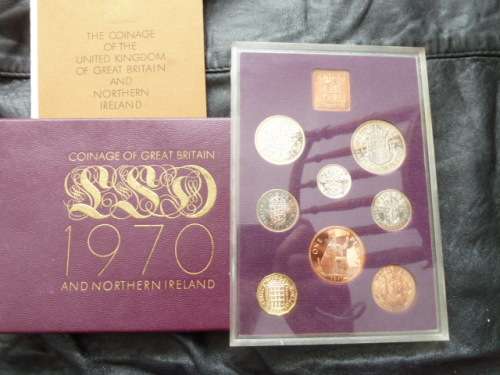 THE COINAGE
OF THE
UNITED KINGDOM
OF GREAT BRITAIN
AND
NORTHERN
IRELAND
COINAGE OF GREAT BRITAIN
LSD
1970
AND NORTHERN IRELAND
ONE